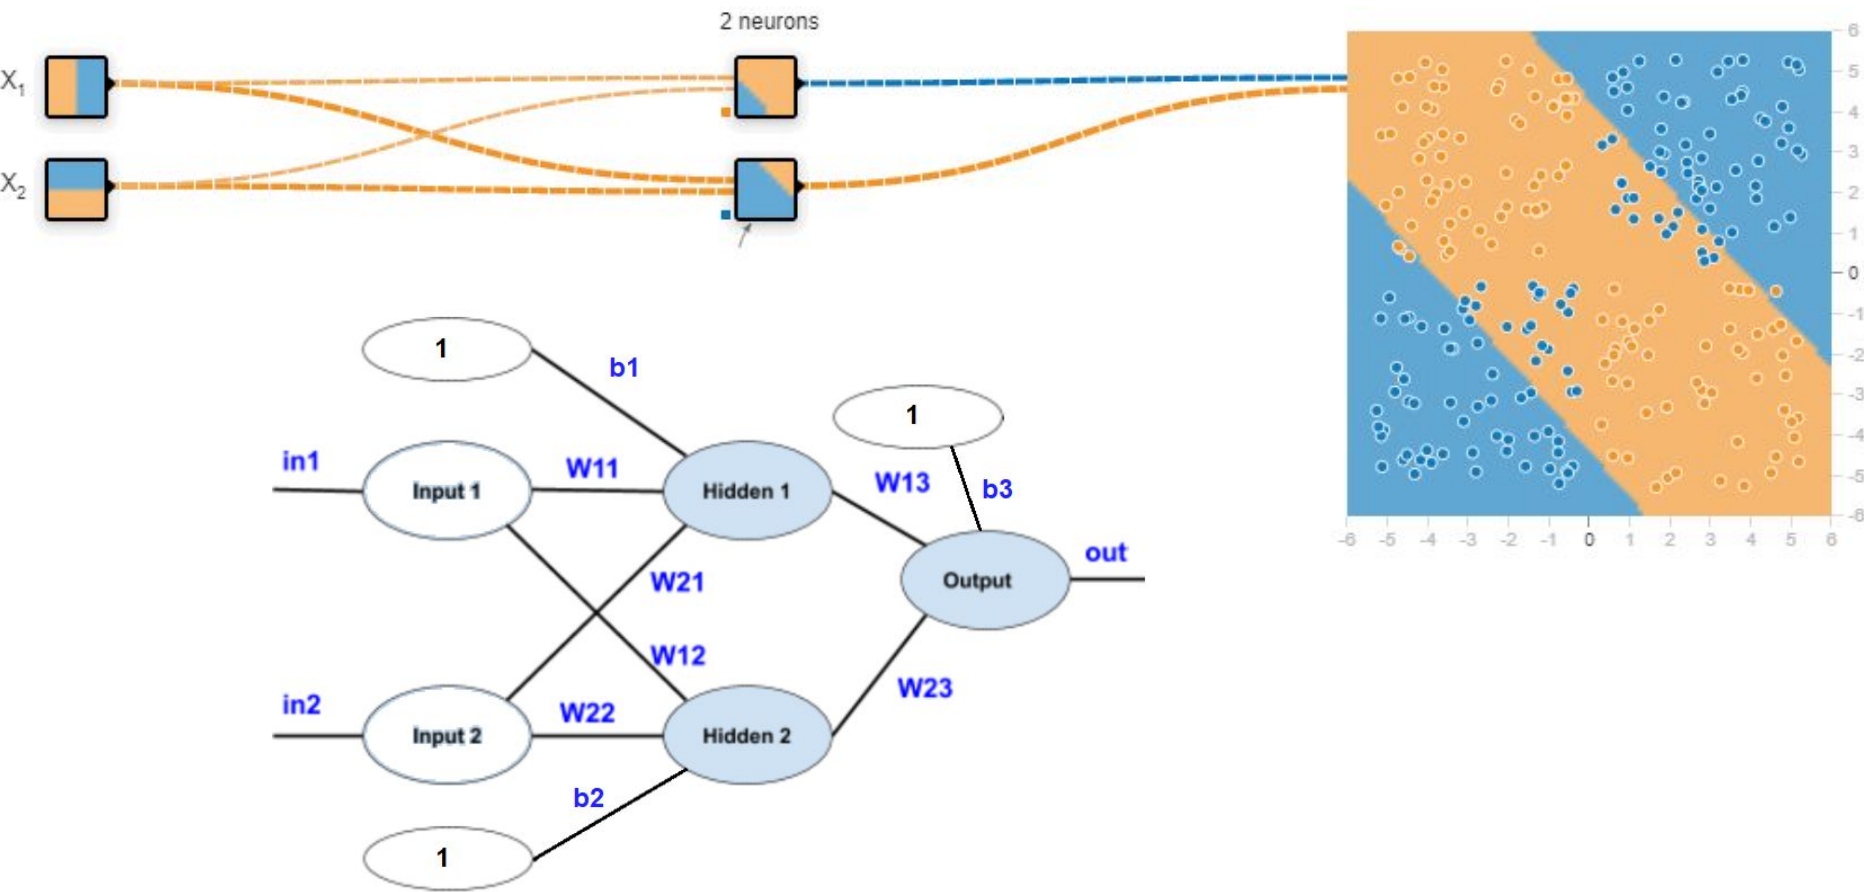 2 neurons
X1
X2
6
5
4
3
2
1
0
-1
-2
-3
-4
-5
-6
-6 -5 -4 -3 -2 -1 0 1 2 3 4 5 6
1
b1
1
in1
Input 1
W11
Hidden 1
W13
b3
out
Output
W21
W12
in2
Input 2
W22
Hidden 2
W23
b2
1